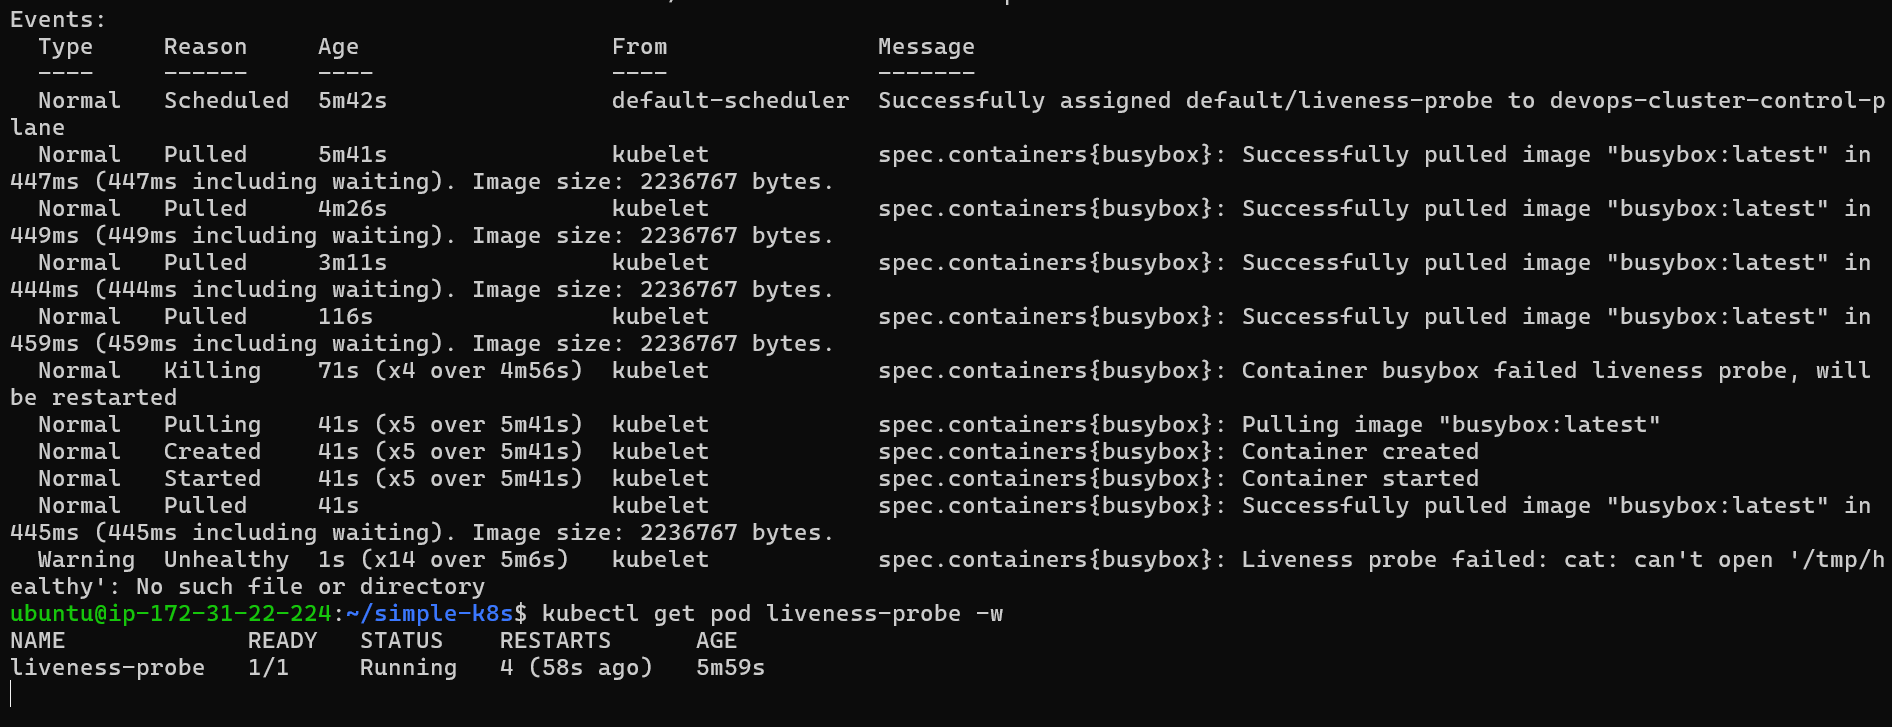 Events:
  Type     Reason     Age                  From               Message
  ----     ------     ----                 ----               -------
  Normal   Scheduled  5m42s                default-scheduler  Successfully assigned default/liveness-probe to devops-cluster-control-p
lane
  Normal   Pulled     5m41s                kubelet            spec.containers{busybox}: Successfully pulled image "busybox:latest" in
447ms (447ms including waiting). Image size: 2236767 bytes.
  Normal   Pulled     4m26s                kubelet            spec.containers{busybox}: Successfully pulled image "busybox:latest" in
449ms (449ms including waiting). Image size: 2236767 bytes.
  Normal   Pulled     3m11s                kubelet            spec.containers{busybox}: Successfully pulled image "busybox:latest" in
444ms (444ms including waiting). Image size: 2236767 bytes.
  Normal   Pulled     116s                 kubelet            spec.containers{busybox}: Successfully pulled image "busybox:latest" in
459ms (459ms including waiting). Image size: 2236767 bytes.
  Normal   Killing    71s (x4 over 4m56s)  kubelet            spec.containers{busybox}: Container busybox failed liveness probe, will
be restarted
  Normal   Pulling    41s (x5 over 5m41s)  kubelet            spec.containers{busybox}: Pulling image "busybox:latest"
  Normal   Created    41s (x5 over 5m41s)  kubelet            spec.containers{busybox}: Container created
  Normal   Started    41s (x5 over 5m41s)  kubelet            spec.containers{busybox}: Container started
  Normal   Pulled     41s                  kubelet            spec.containers{busybox}: Successfully pulled image "busybox:latest" in
445ms (445ms including waiting). Image size: 2236767 bytes.
  Warning  Unhealthy  1s (x14 over 5m6s)   kubelet            spec.containers{busybox}: Liveness probe failed: cat: can't open '/tmp/h
ealthy': No such file or directory
ubuntu@ip-172-31-22-224:~/simple-k8s$ kubectl get pod liveness-probe -w
NAME             READY   STATUS    RESTARTS      AGE
liveness-probe   1/1     Running   4 (58s ago)   5m59s